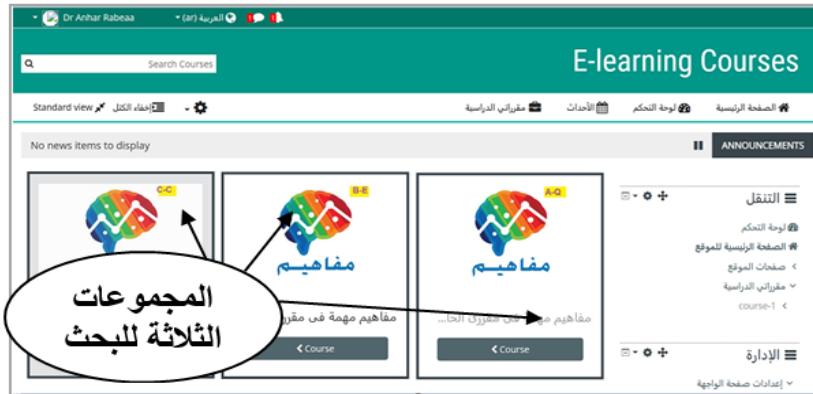 Dr Anhar Rabeaa
العربية (ar)
Search Courses
E-learning Courses
الصفحة الرئيسية
لوحة التحكم
الأحداث
مقرراتي الدراسية
إخفاء الكتل
Standard view
No news items to display
ANNOUNCEMENTS
التنقل
لوحة التحكم
الصفحة الرئيسية للموقع
صفحات الموقع
مقرراتي الدراسية
course-1
الإدارة
إعدادات صفحة الواجهة
A-Q
مفاهيم
مفاهيم مهمة فى مقررى الحا...
Course
B-E
مفاهيم
مفاهيم مهمة فى
Course
C-C
المجموعات
الثلاثة للبحث